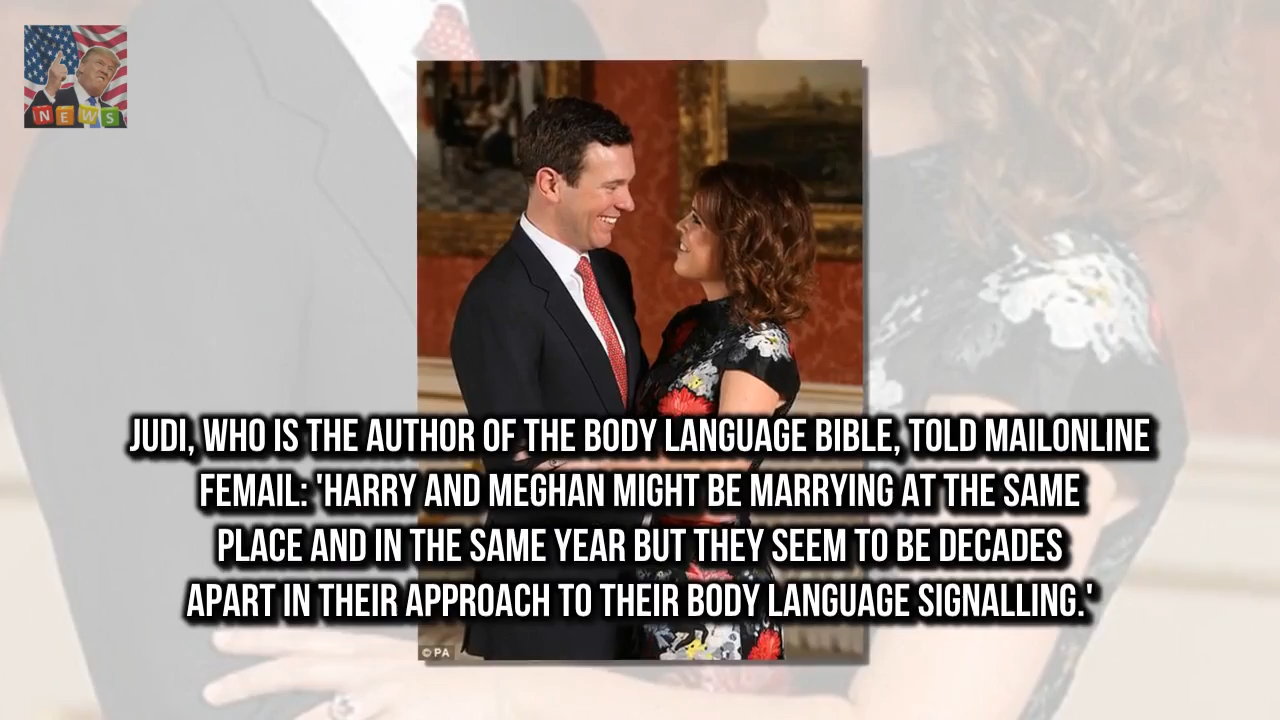 NEWS
JUDI, WHO IS THE AUTHOR OF THE BODY LANGUAGE BIBLE, TOLD MAILONLINE
FEMAIL: 'HARRY AND MEGHAN MIGHT BE MARRYING AT THE SAME
PLACE AND IN THE SAME YEAR BUT THEY SEEM TO BE DECADES
APART IN THEIR APPROACH TO THEIR BODY LANGUAGE SIGNALLING.'
© PA